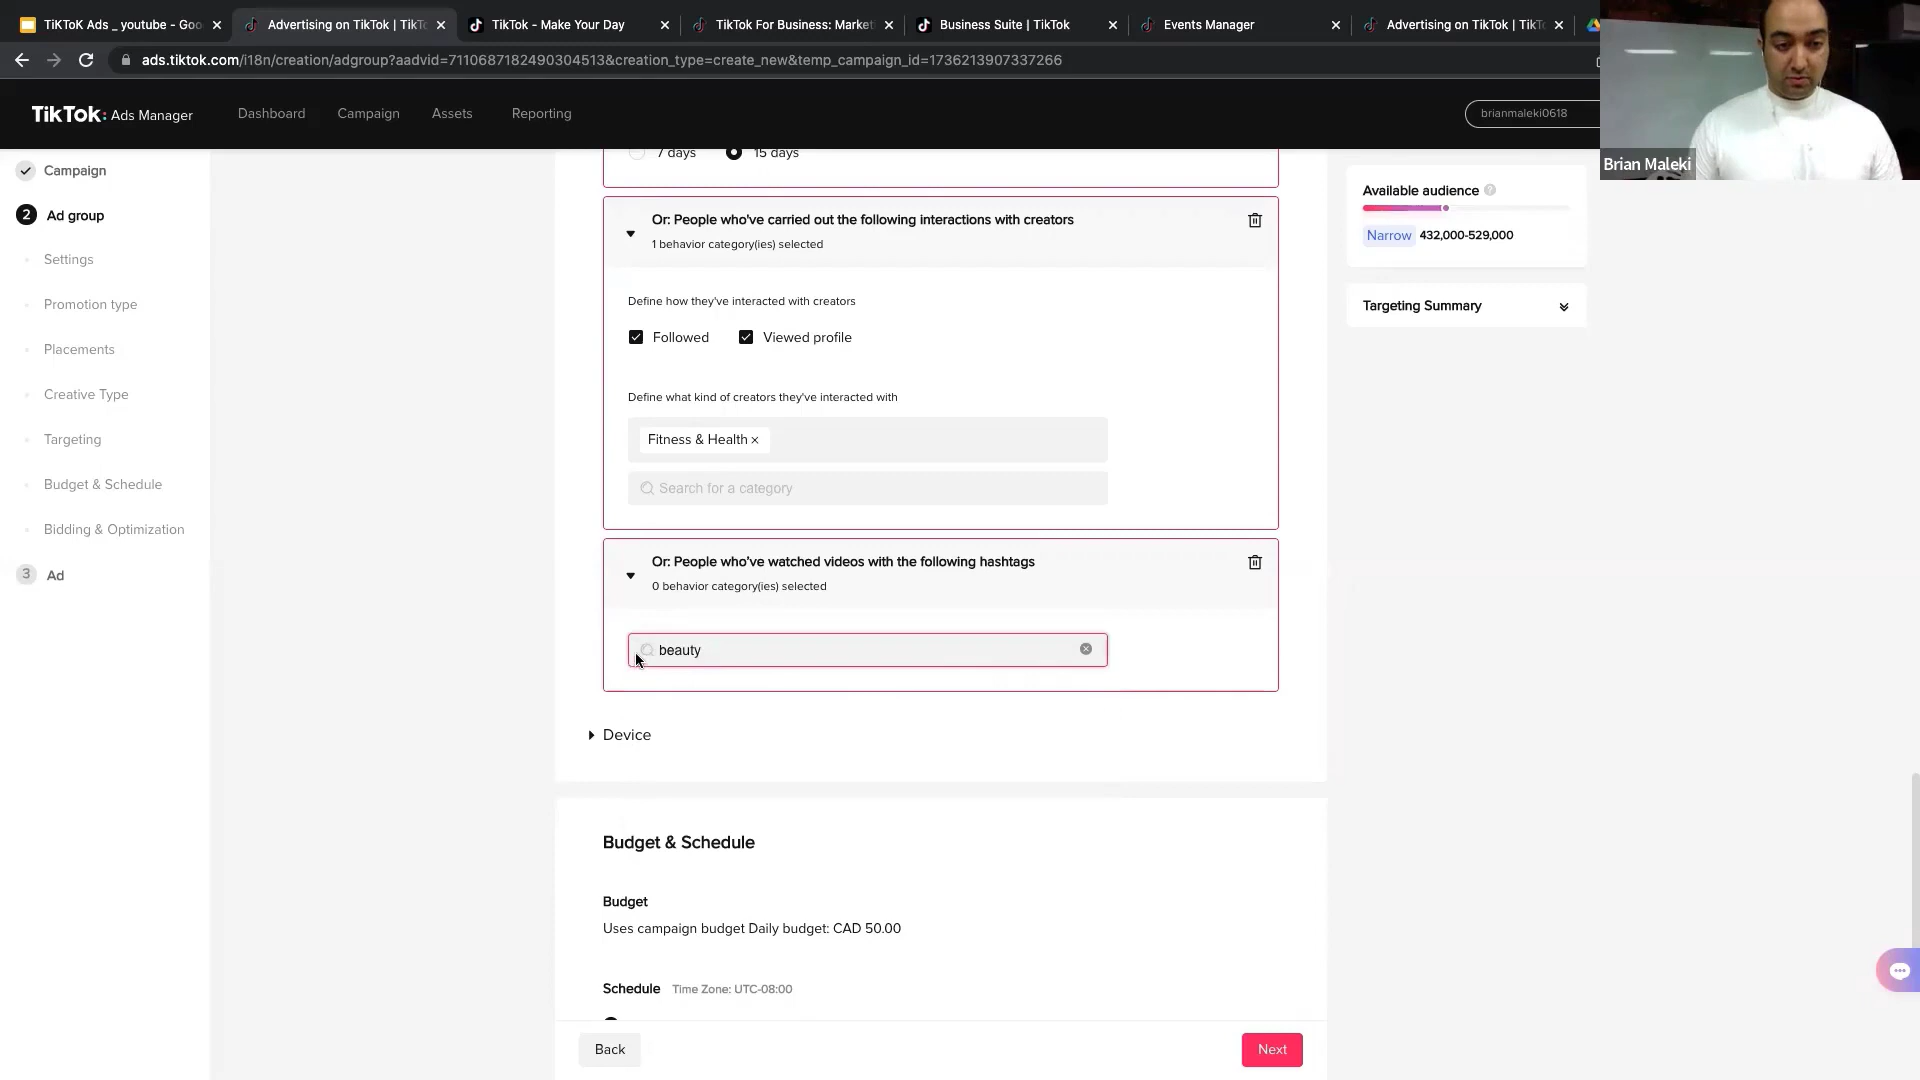 TiKToK Ads _ youtube - Goo
Advertising on TikTok | TikTo
TikTok - Make Your Day
TikTok For Business: Market
Business Suite | TikTok
Events Manager
Advertising on TikTok | TikTo
ads.tiktok.com/i18n/creation/adgroup?aadvid=7110687182490304513&creation_type=create_new&temp_campaign_id=1736213907337266
TikTok: Ads Manager
Dashboard
Campaign
Assets
Reporting
brianmaleki0618
Brian Maleki
Campaign
2 Ad group
Settings
Promotion type
Placements
Creative Type
Targeting
Budget & Schedule
Bidding & Optimization
3 Ad
7 days
15 days
Or: People who've carried out the following interactions with creators
1 behavior category(ies) selected
Define how they've interacted with creators
Followed
Viewed profile
Define what kind of creators they've interacted with
Fitness & Health ×
Search for a category
Or: People who've watched videos with the following hashtags
0 behavior category(ies) selected
beauty
Device
Budget & Schedule
Budget
Uses campaign budget Daily budget: CAD 50.00
Schedule Time Zone: UTC-08:00
Back
Next
Available audience
Narrow 432,000-529,000
Targeting Summary